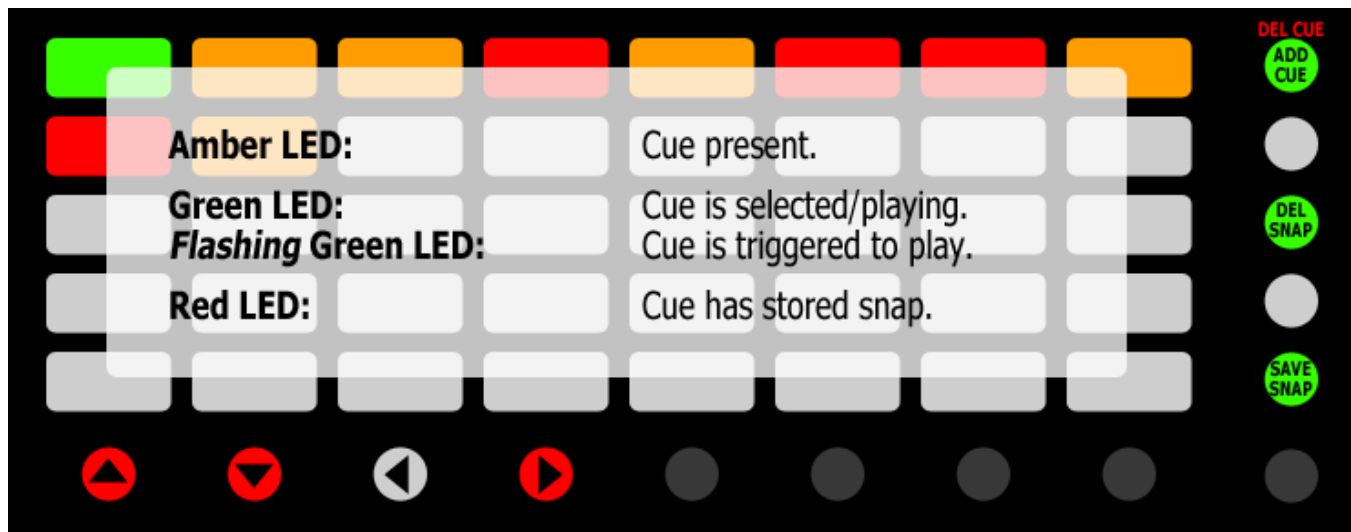 DEL CUE
ADD
CUE
Amber LED: Cue present.
Green LED: Cue is selected/playing.
DEL
SNAP
Flashing Green LED: Cue is triggered to play.
Red LED: Cue has stored snap.
SAVE
SNAP